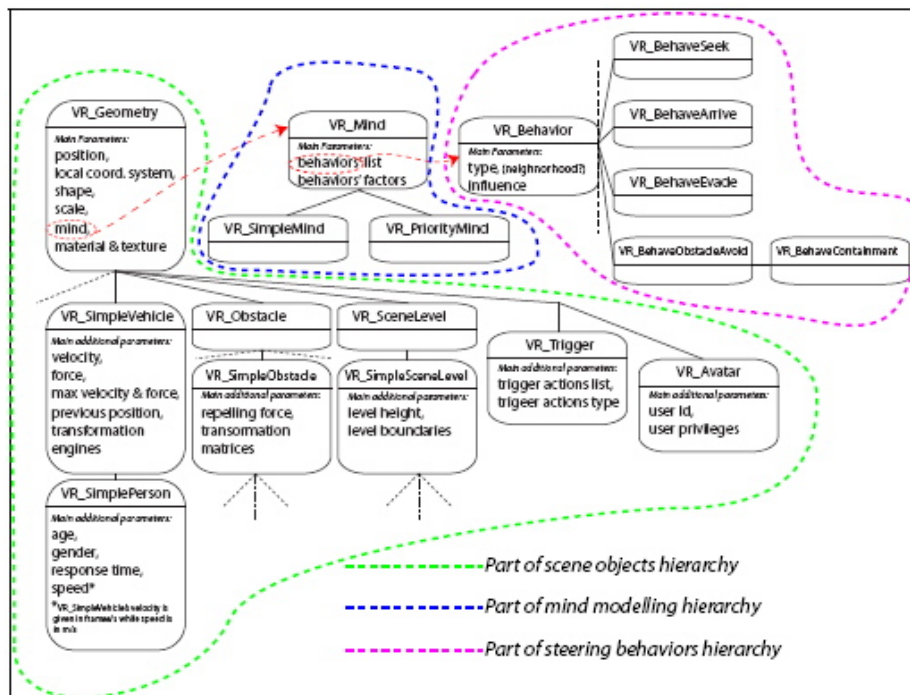 VR_Geometry
Main Parameters:
position,
local coord. system,
shape,
scale,
mind,
material & texture
VR_Mind
Main Parameters:
behaviors' list
behaviors' factors
VR_SimpleMind
VR_PriorityMind
VR_Behavior
Main Parameters:
type, (neighnorhood?)
influence
VR_BehaveSeek
VR_BehaveArrive
VR_BehaveEvade
VR_BehaveObstacleAvoid
VR_BehaveContainment
VR_SimpleVehicle
Main additional parameters:
velocity,
force,
max velocity & force,
previous position,
transformation
engines
VR_SimplePerson
Main additional parameters:
age,
gender,
response time,
speed*
*VR_SimpleVehicle's velocity is
given in frames/s while speed is
in m/s
VR_Obstacle
VR_SimpleObstacle
Main additional parameters:
repelling force,
transormation
matrices
VR_SceneLevel
VR_SimpleSceneLevel
Main additional parameters:
level height,
level boundaries
VR_Trigger
Main additional parameters:
trigger actions list,
trigeer actions type
VR_Avatar
Main additional parameters:
user id,
user privileges
Part of scene objects hierarchy
Part of mind modelling hierarchy
Part of steering behaviors hierarchy